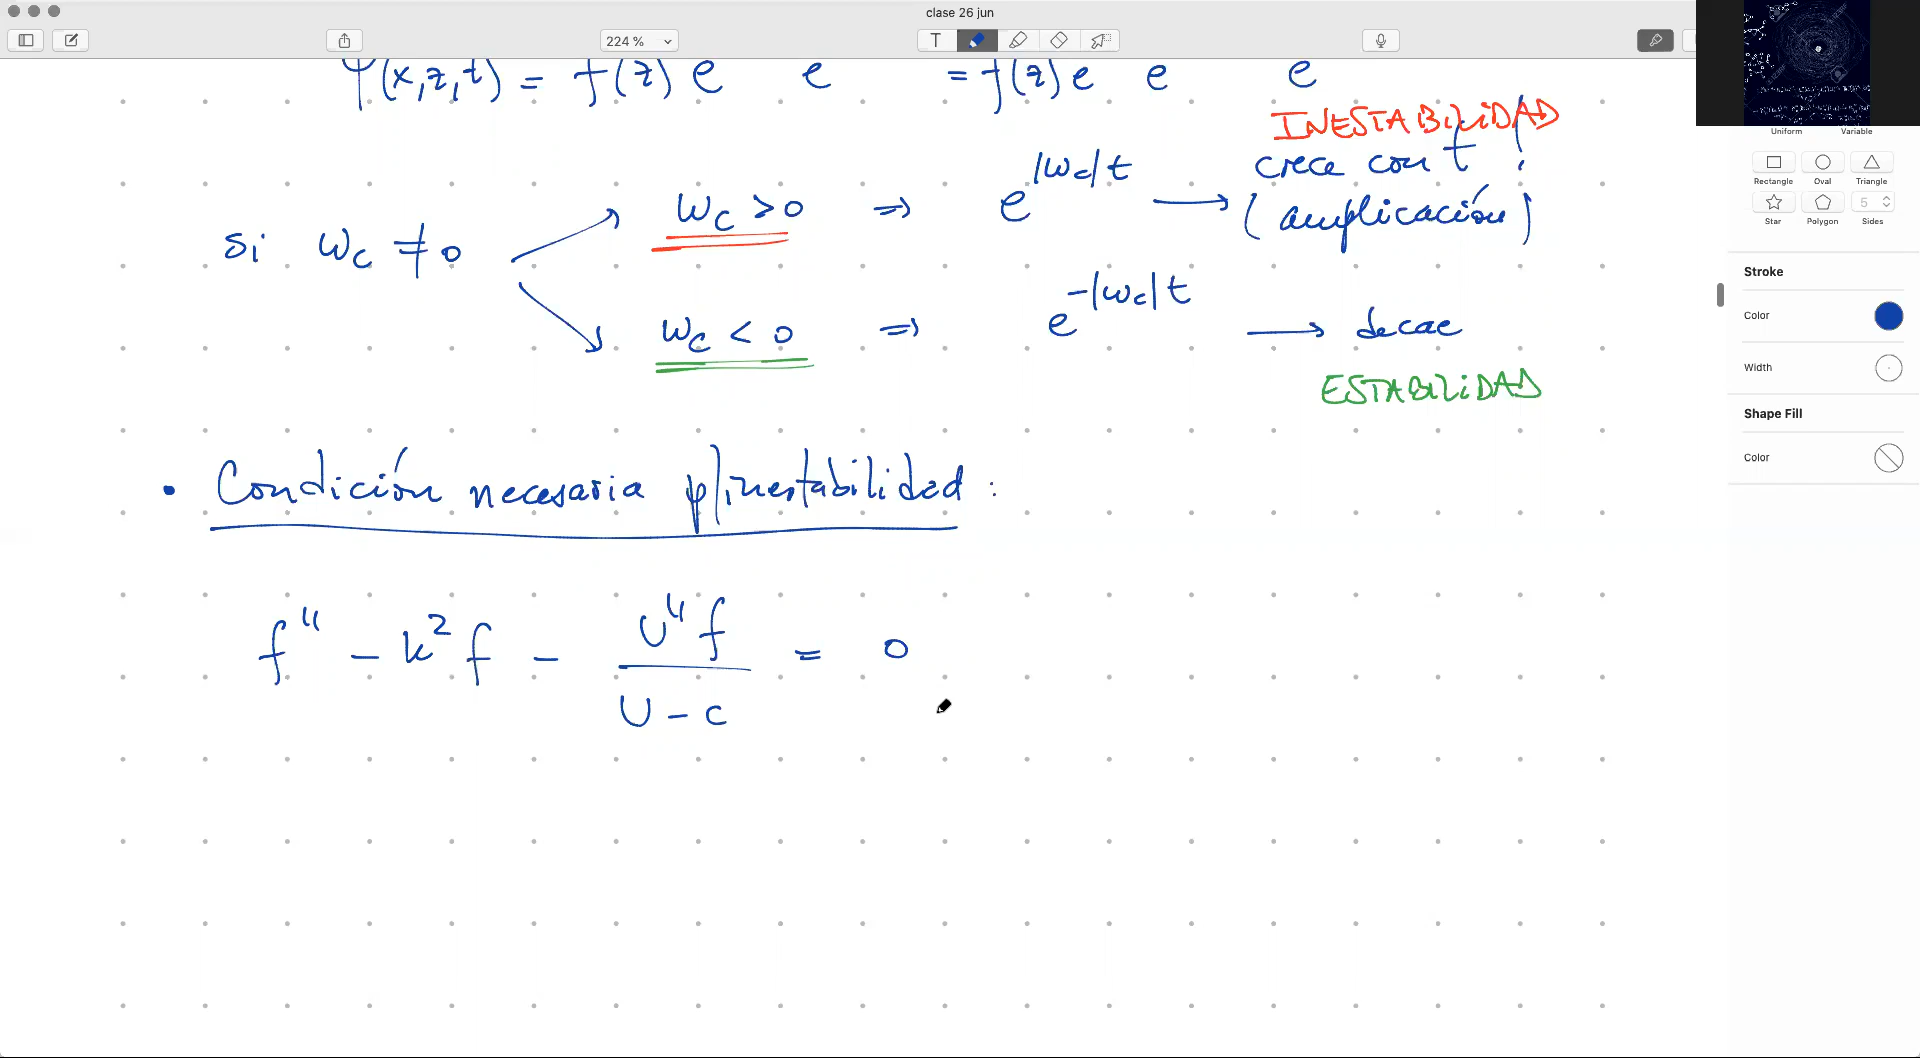 clase 26 jun
224 %
T
Uniform Variable
Rectangle Oval Triangle
5
Star Polygon Sides
Stroke
Color
Width
Shape Fill
Color
ψ(x,z,t) = f(z) e e = f(z) e e e
INESTABILIDAD
si ω_c ≠ 0
ω_c > 0 ⇒ e^{|ω_c|t} → crece con t !
(amplicación)
ω_c < 0 ⇒ e^{-|ω_c|t} → decae
ESTABILIDAD
• Condición necesaria p/inestabilidad :
f'' - k² f - U'' f / (U - c) = 0